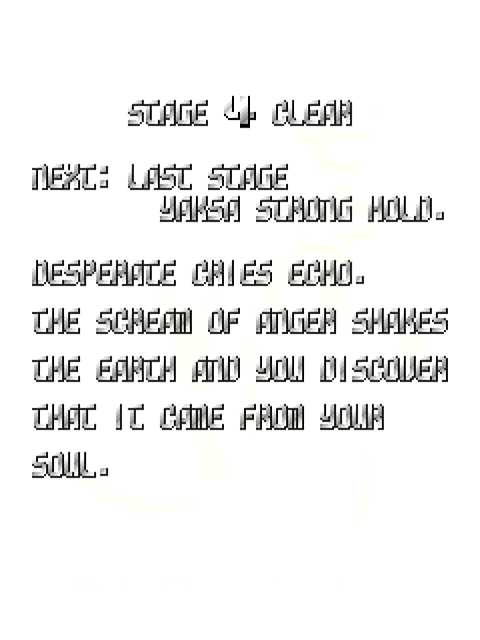 STAGE 4 CLEAR
NEXT: LAST STAGE
YAKSA STRONG HOLD.
DESPERATE CRIES ECHO.
THE SCREAM OF ANGER SHAKES
THE EARTH AND YOU DISCOVER
THAT IT CAME FROM YOUR
SOUL.